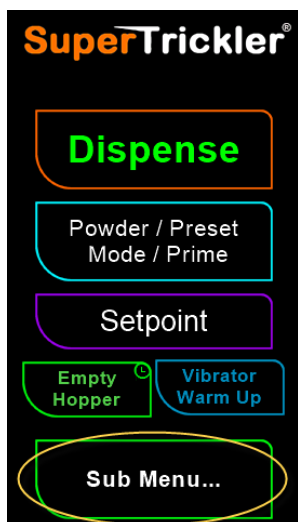 SuperTrickler®
Dispense
Powder / Preset
Mode / Prime
Setpoint
Empty
Hopper
Vibrator
Warm Up
Sub Menu...